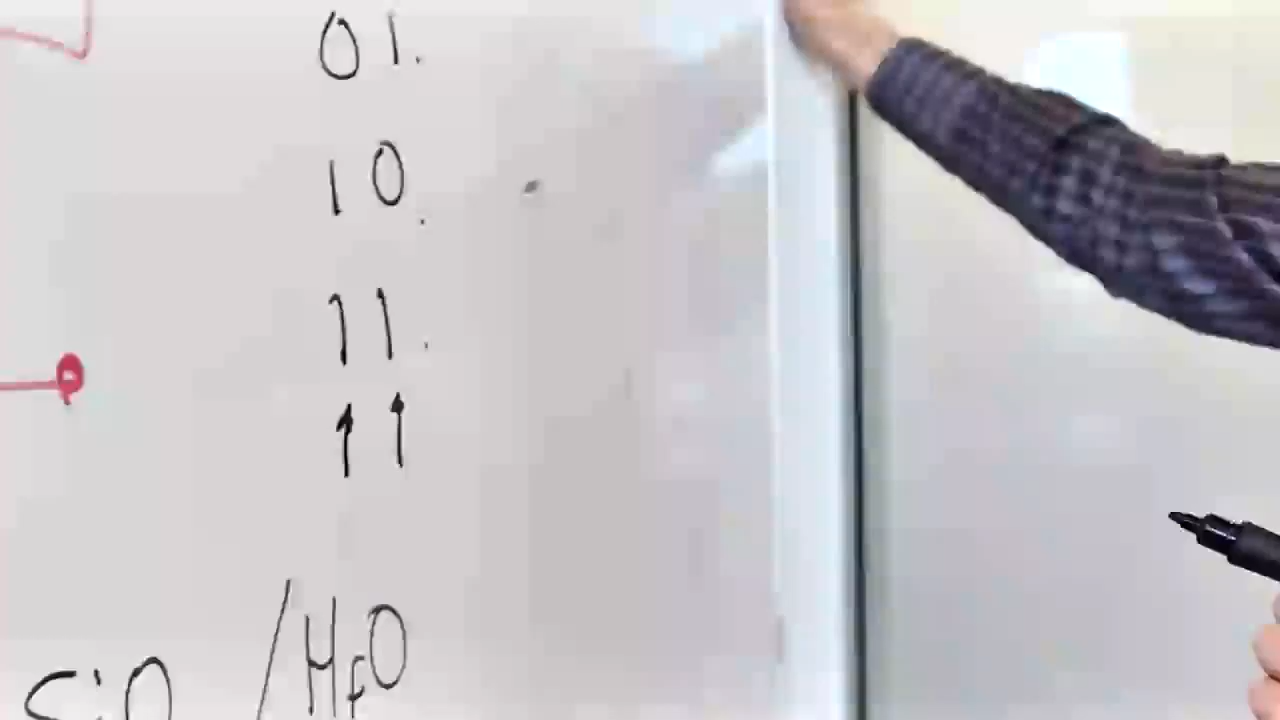 01.
10.
11.
↑↑
SiO / HfO